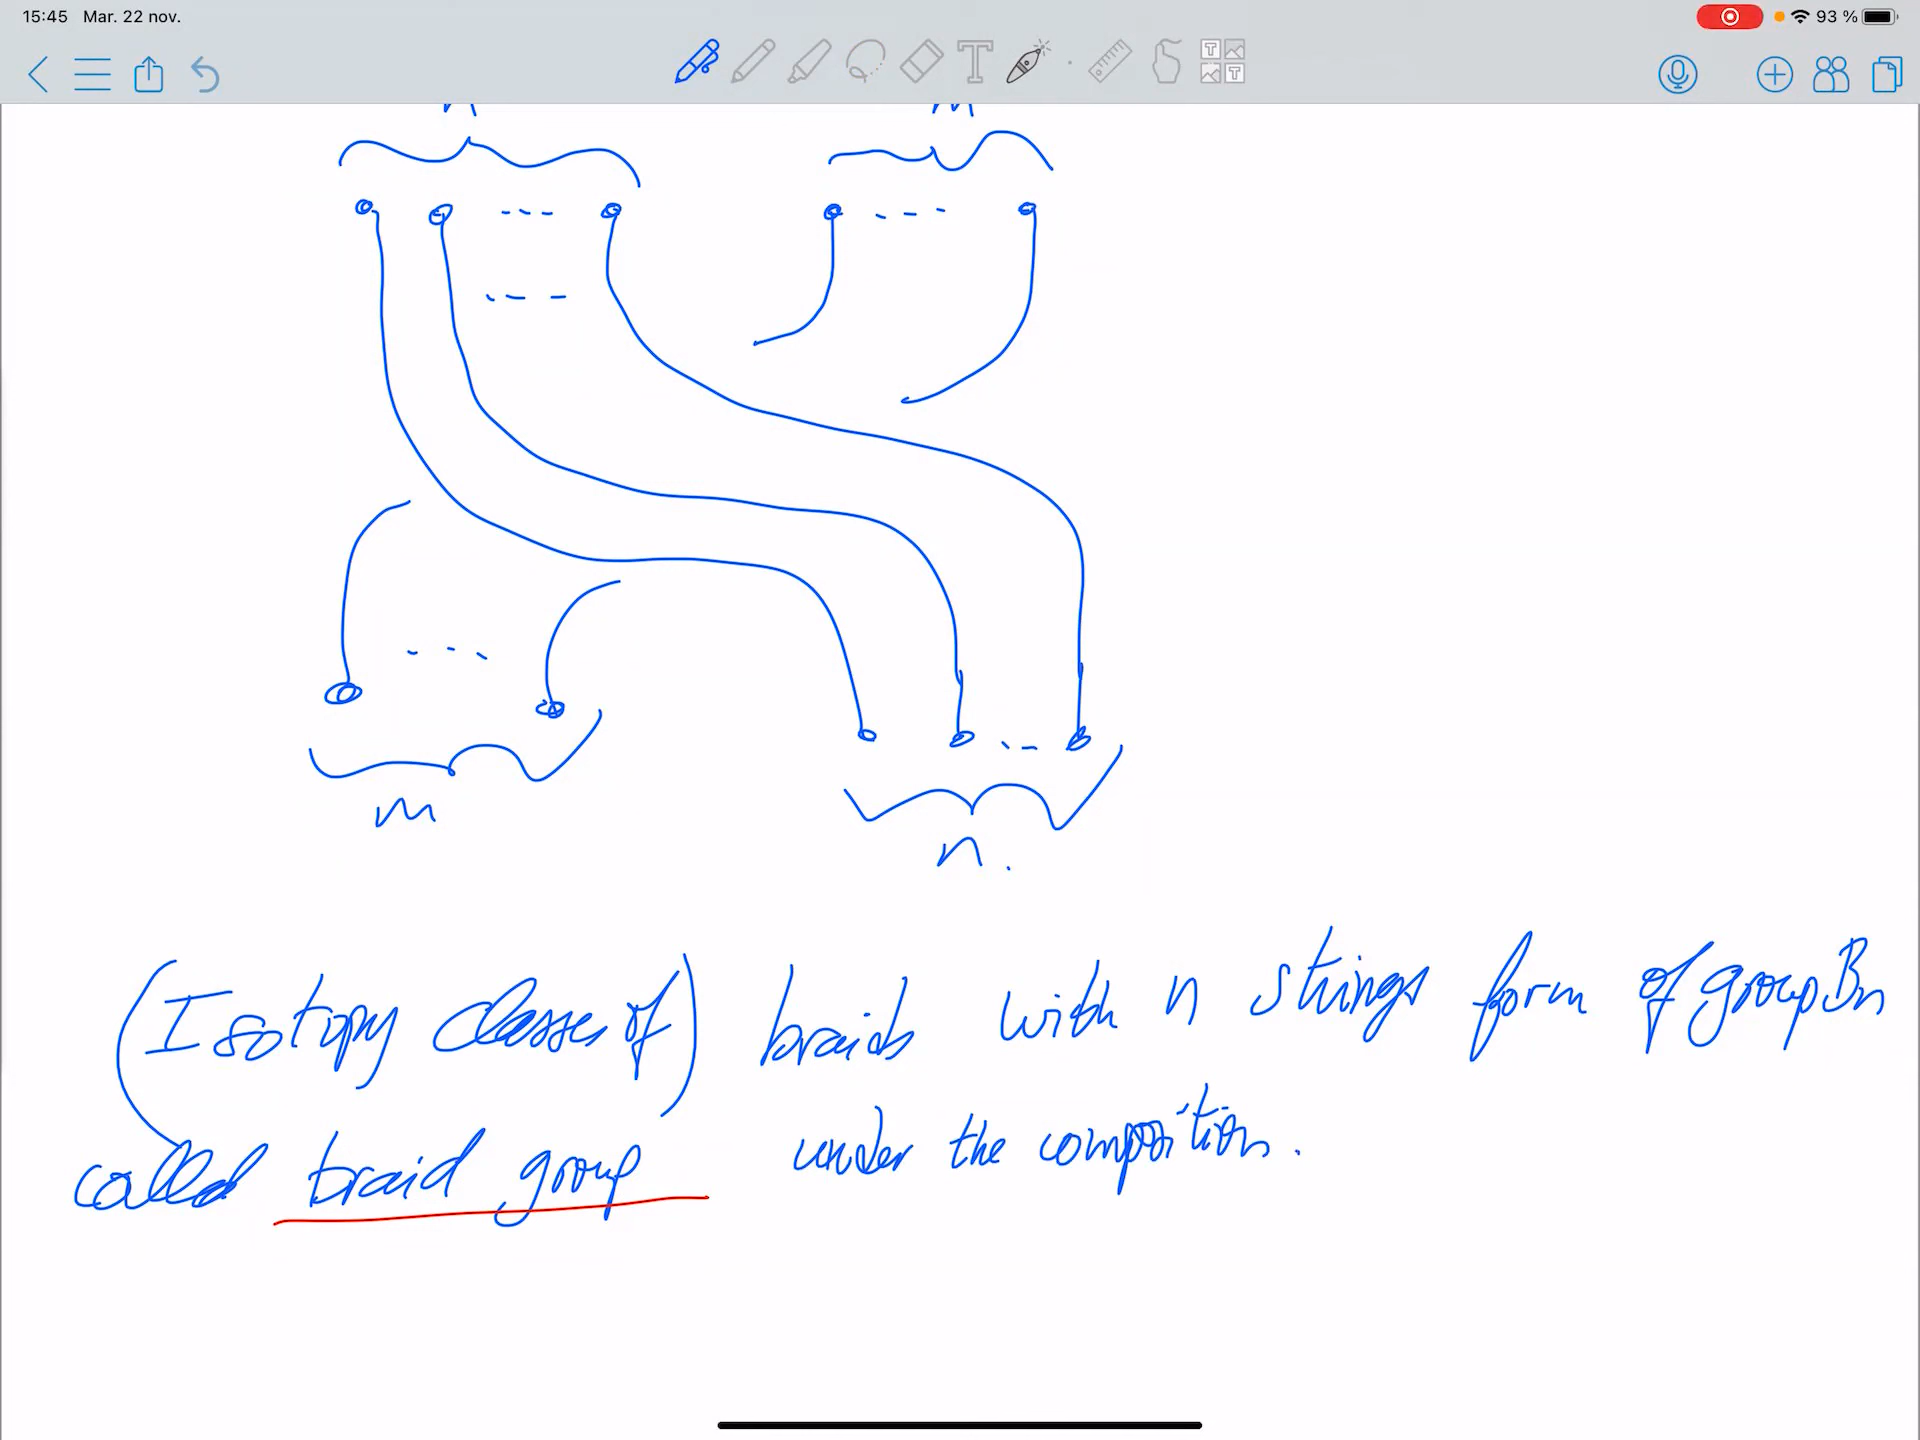 15:45 Mar. 22 nov.
93 %
n m
m
n.
(Isotopy classes of) braids with n strings form of group Bn
called braid group under the composition.